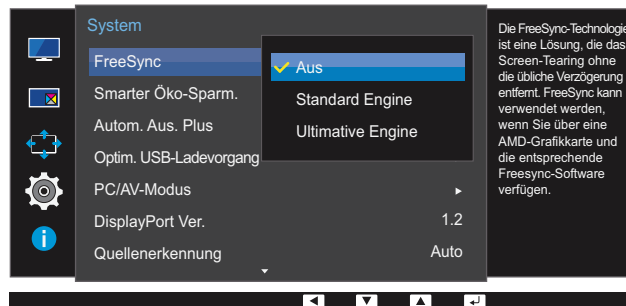 System
FreeSync
Aus
Smarter Öko-Sparm.
Standard Engine
Autom. Aus. Plus
Ultimative Engine
Optim. USB-Ladevorgang
PC/AV-Modus
DisplayPort Ver. 1.2
Quellenerkennung Auto
Die FreeSync-Technologie
ist eine Lösung, die das
Screen-Tearing ohne
die übliche Verzögerung
entfernt. FreeSync kann
verwendet werden,
wenn Sie über eine
AMD-Grafikkarte und
die entsprechende
Freesync-Software
verfügen.